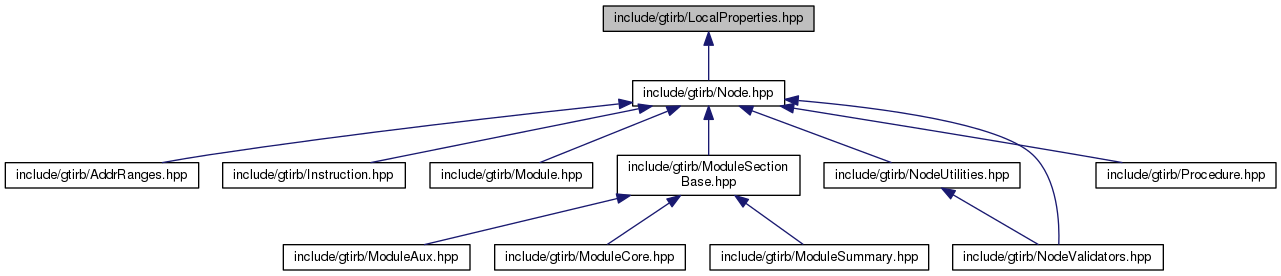 include/gtirb/LocalProperties.hpp
include/gtirb/Node.hpp
include/gtirb/AddrRanges.hpp
include/gtirb/Instruction.hpp
include/gtirb/Module.hpp
include/gtirb/ModuleSection
Base.hpp
include/gtirb/NodeUtilities.hpp
include/gtirb/Procedure.hpp
include/gtirb/ModuleAux.hpp
include/gtirb/ModuleCore.hpp
include/gtirb/ModuleSummary.hpp
include/gtirb/NodeValidators.hpp